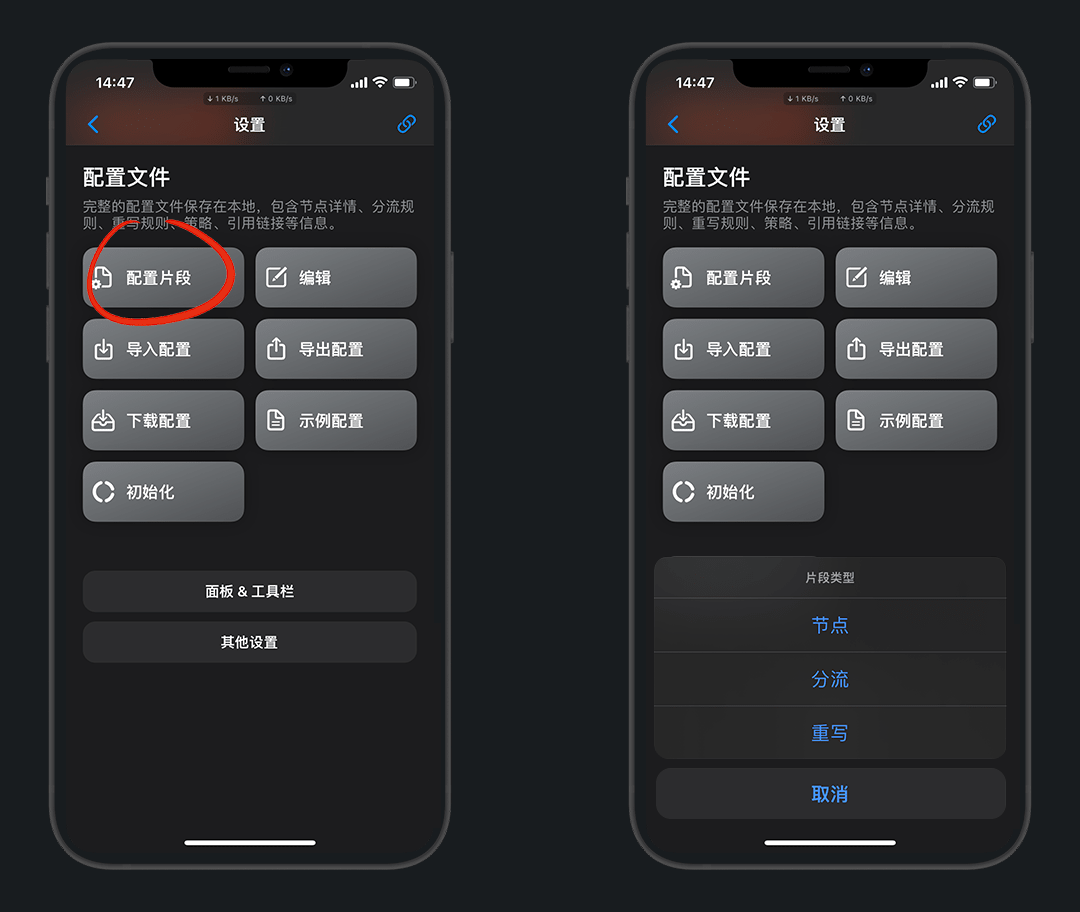 14:47
↓ 1 KB/s ↑ 0 KB/s
设置
配置文件
完整的配置文件保存在本地，包含节点详情、分流规
则、重写规则、策略、引用链接等信息。
配置片段 编辑
导入配置 导出配置
下载配置 示例配置
初始化
面板 & 工具栏
其他设置
14:47
↓ 1 KB/s ↑ 0 KB/s
设置
配置文件
完整的配置文件保存在本地，包含节点详情、分流规
则、重写规则、策略、引用链接等信息。
配置片段 编辑
导入配置 导出配置
下载配置 示例配置
初始化
片段类型
节点
分流
重写
取消